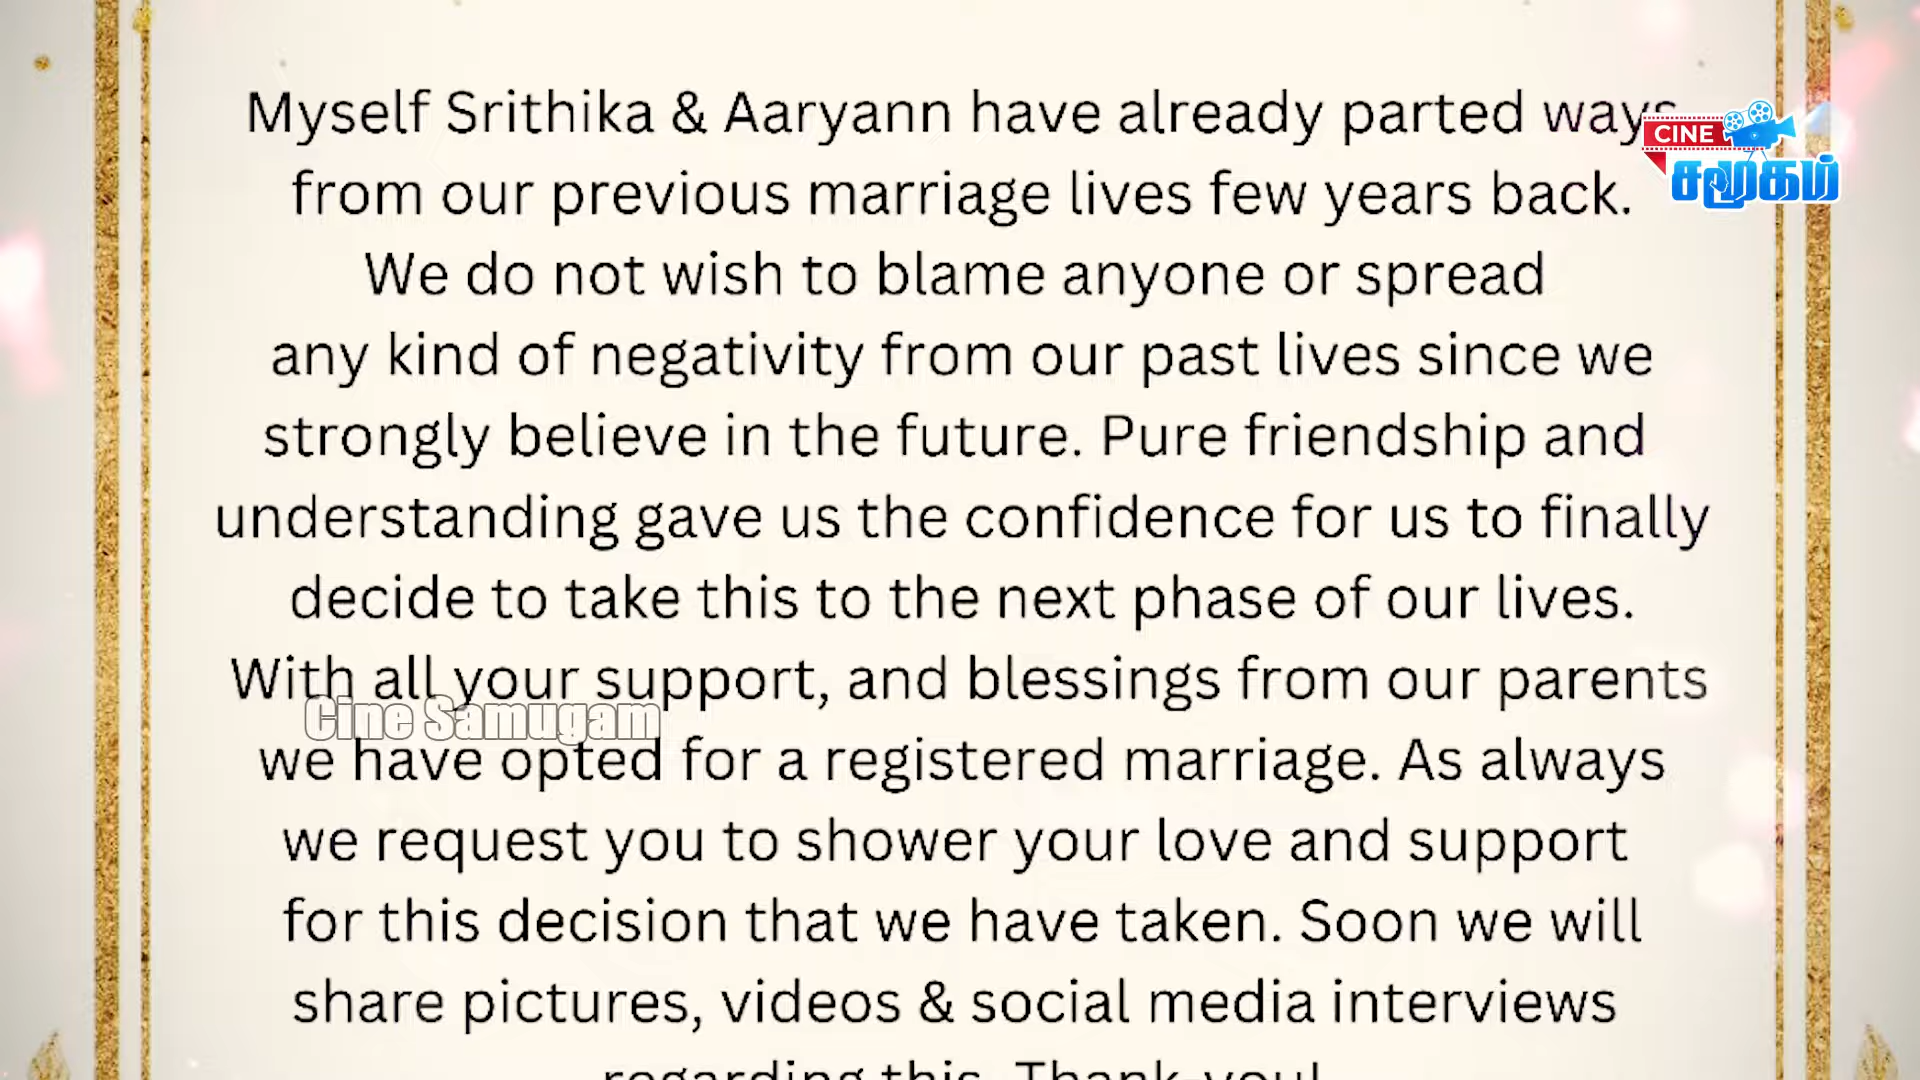 Myself Srithika & Aaryann have already parted ways
from our previous marriage lives few years back.
We do not wish to blame anyone or spread
any kind of negativity from our past lives since we
strongly believe in the future. Pure friendship and
understanding gave us the confidence for us to finally
decide to take this to the next phase of our lives.
With all your support, and blessings from our parents
we have opted for a registered marriage. As always
we request you to shower your love and support
for this decision that we have taken. Soon we will
share pictures, videos & social media interviews
regarding this. Thank-you!
CINE
சமூகம்
Cine Samugam